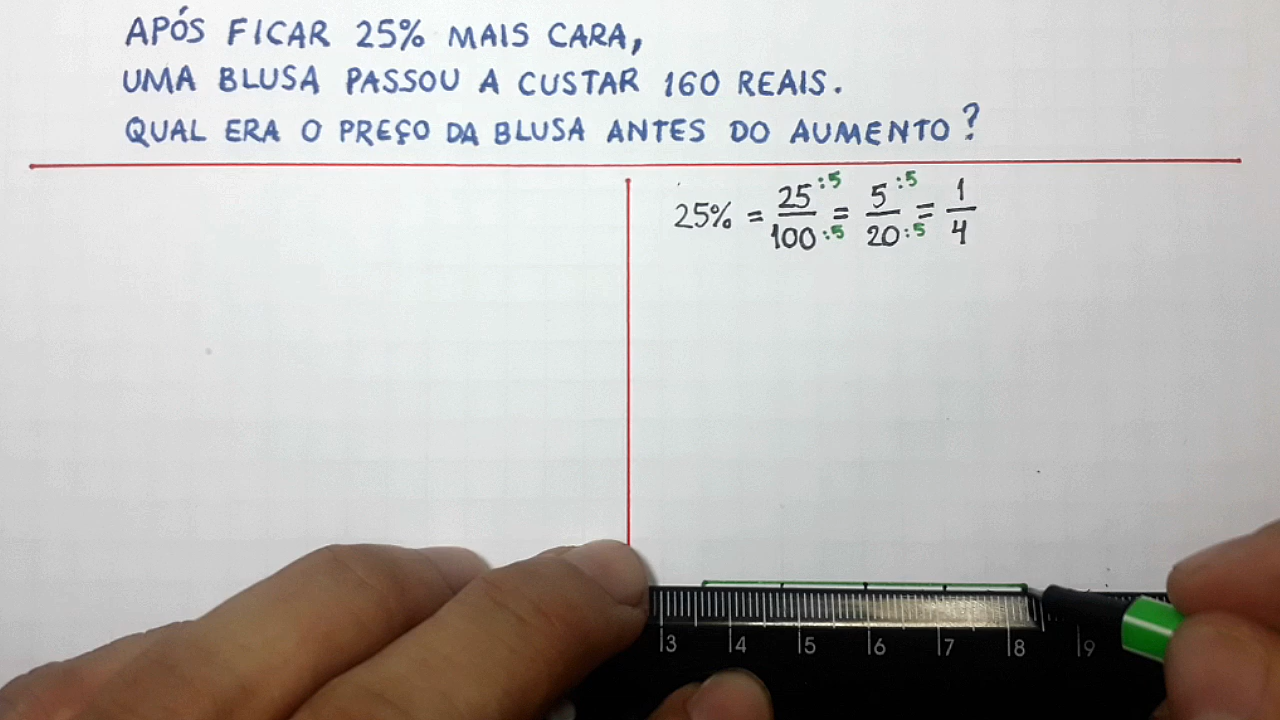 APÓS FICAR 25% MAIS CARA,
UMA BLUSA PASSOU A CUSTAR 160 REAIS.
QUAL ERA O PREÇO DA BLUSA ANTES DO AUMENTO?
25% = 25:5/100:5 = 5:5/20:5 = 1/4
3 4 5 6 7 8 9